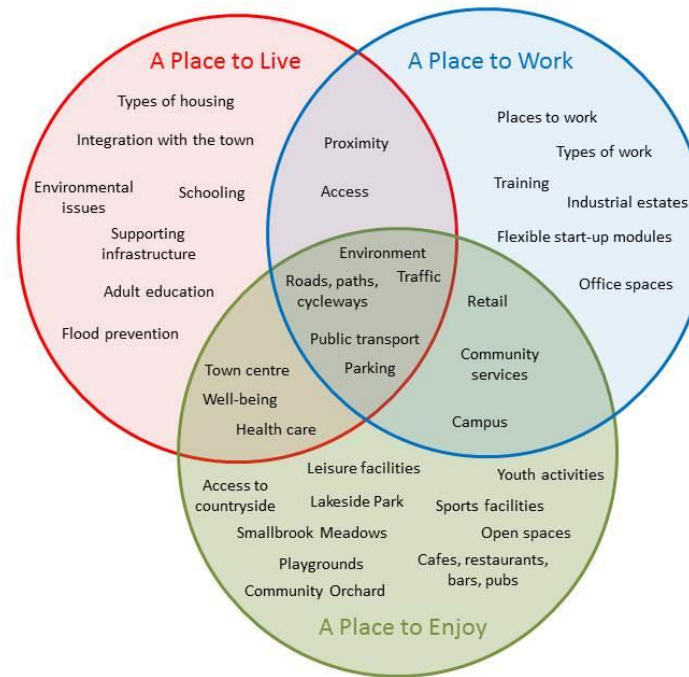 A Place to Live
A Place to Work
Types of housing
Integration with the town
Environmental
issues
Schooling
Supporting
infrastructure
Adult education
Flood prevention
Proximity
Access
Places to work
Types of work
Training
Industrial estates
Flexible start-up modules
Office spaces
Environment
Roads, paths,
cycleways
Traffic
Public transport
Parking
Retail
Community
services
Campus
Town centre
Well-being
Health care
Leisure facilities
Youth activities
Access to
countryside
Lakeside Park
Sports facilities
Smallbrook Meadows
Open spaces
Playgrounds
Cafes, restaurants,
bars, pubs
Community Orchard
A Place to Enjoy